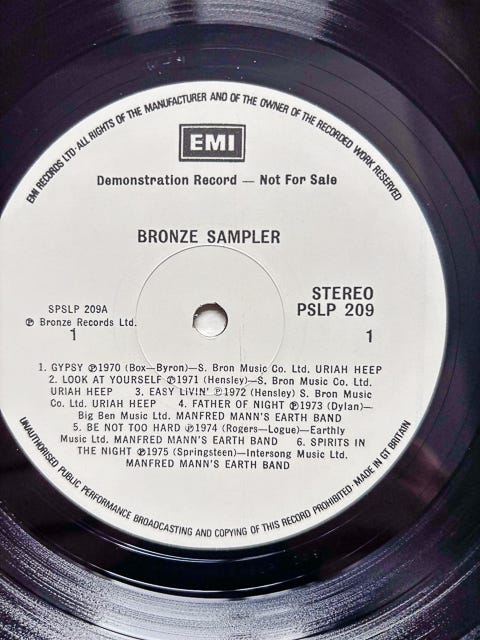 EMI RECORDS LTD·ALL RIGHTS OF THE MANUFACTURER AND OF THE OWNER OF THE RECORDED WORK RESERVED
EMI
Demonstration Record — Not For Sale
BRONZE SAMPLER
STEREO
SPSLP 209A
PSLP 209
℗ Bronze Records Ltd.
1
1
1. GYPSY ℗1970 (Box—Byron)—S. Bron Music Co. Ltd. URIAH HEEP
2. LOOK AT YOURSELF ℗1971 (Hensley)—S. Bron Music Co. Ltd.
URIAH HEEP 3. EASY LIVIN' ℗1972 (Hensley) S. Bron Music
Co. Ltd. URIAH HEEP 4. FATHER OF NIGHT ℗1973 (Dylan)—
Big Ben Music Ltd. MANFRED MANN'S EARTH BAND
5. BE NOT TOO HARD ℗1974 (Rogers—Logue)—Earthly
Music Ltd. MANFRED MANN'S EARTH BAND 6. SPIRITS IN
THE NIGHT ℗1975 (Springsteen)—Intersong Music Ltd.
MANFRED MANN'S EARTH BAND
UNAUTHORISED PUBLIC PERFORMANCE BROADCASTING AND COPYING OF THIS RECORD PROHIBITED· MADE IN GT BRITAIN